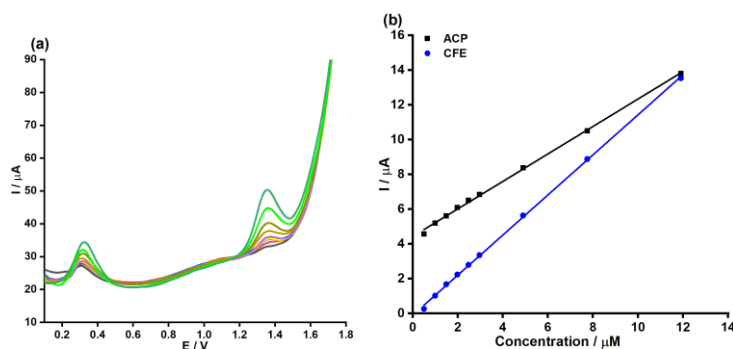 (a)
90
80
70
60
50
40
30
20
10
I / μA
0.2 0.4 0.6 0.8 1.0 1.2 1.4 1.6 1.8
E / V
(b)
ACP
CFE
16
14
12
10
8
6
4
2
0
I / μA
0 2 4 6 8 10 12 14
Concentration / μM